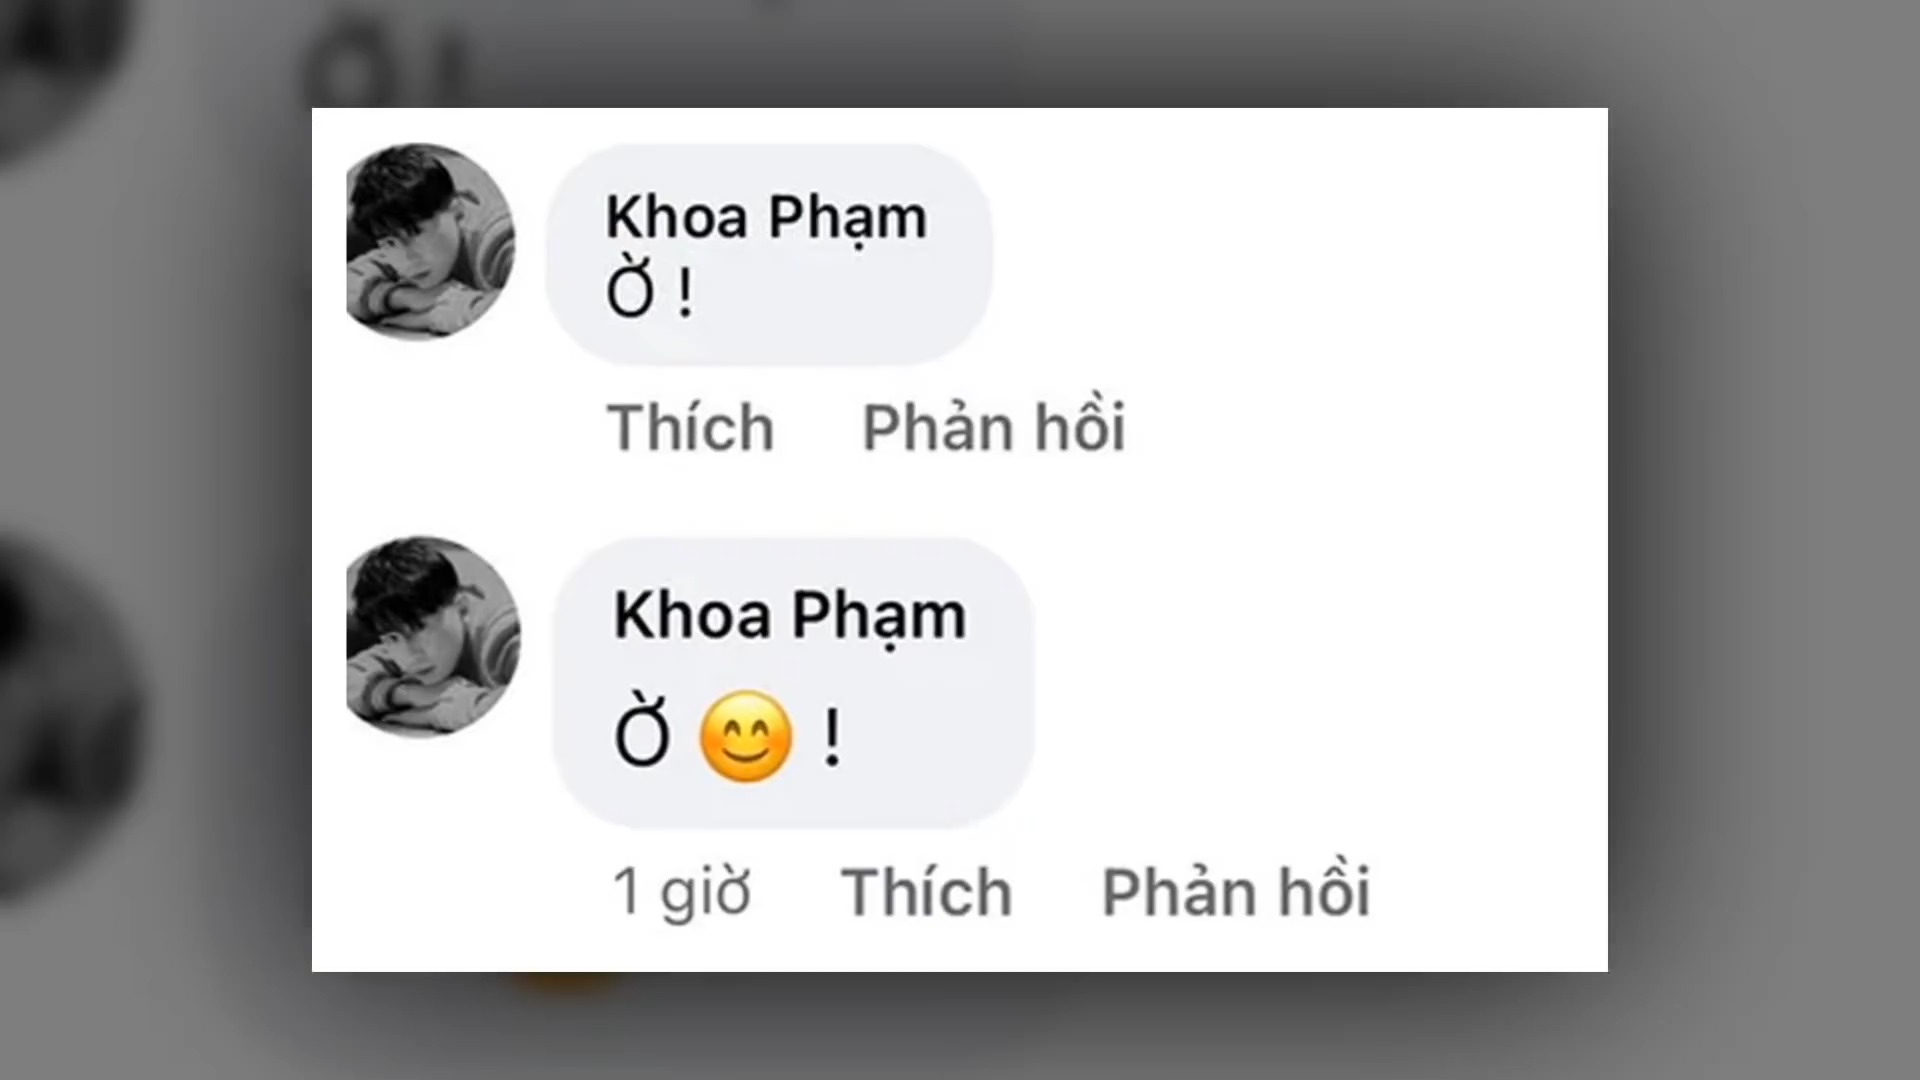 Khoa Phạm
Ờ !
Thích Phản hồi
Khoa Phạm
Ờ 😊 !
1 giờ Thích Phản hồi